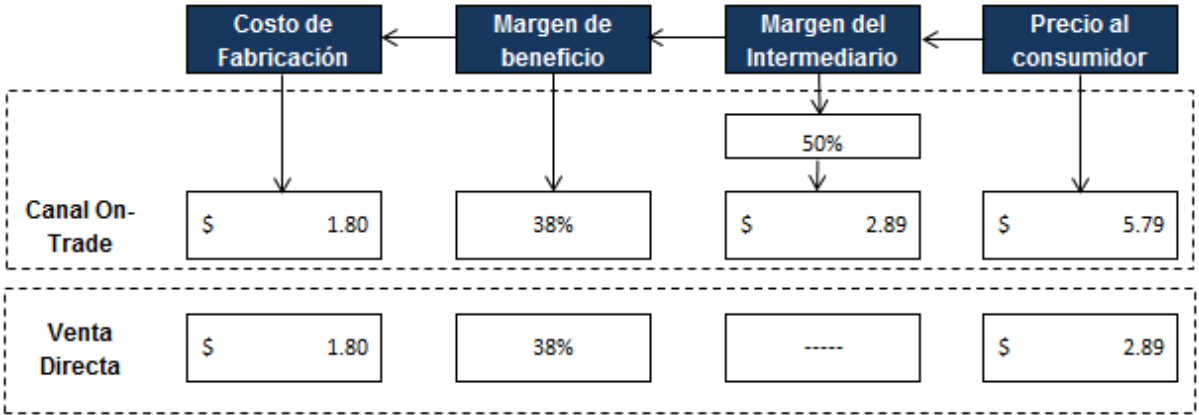 Costo de
Fabricación
Margen de
beneficio
Margen del
Intermediario
Precio al
consumidor
50%
Canal On-
Trade
$ 1.80
38%
$ 2.89
$ 5.79
Venta
Directa
$ 1.80
38%
-----
$ 2.89